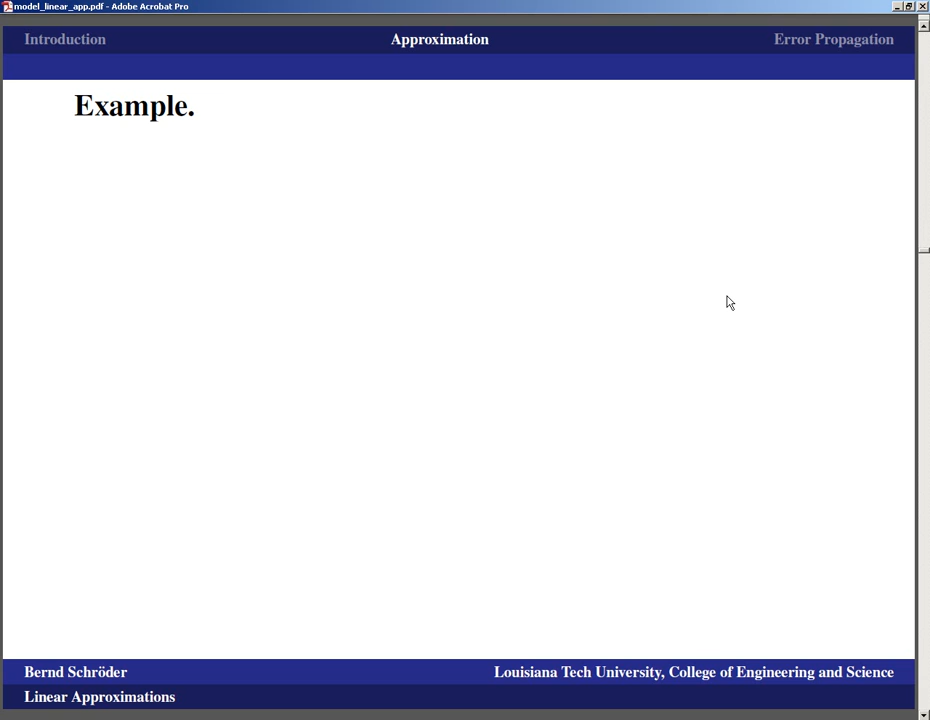 model_linear_app.pdf - Adobe Acrobat Pro
Introduction Approximation Error Propagation
Example.
Bernd Schröder Louisiana Tech University, College of Engineering and Science
Linear Approximations